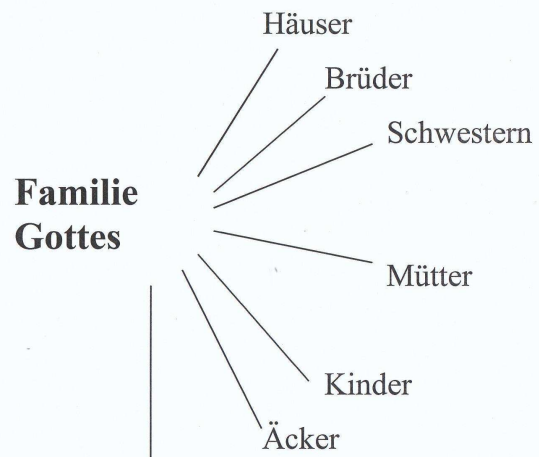 Häuser
Brüder
Schwestern
Familie
Gottes
Mütter
Kinder
Äcker